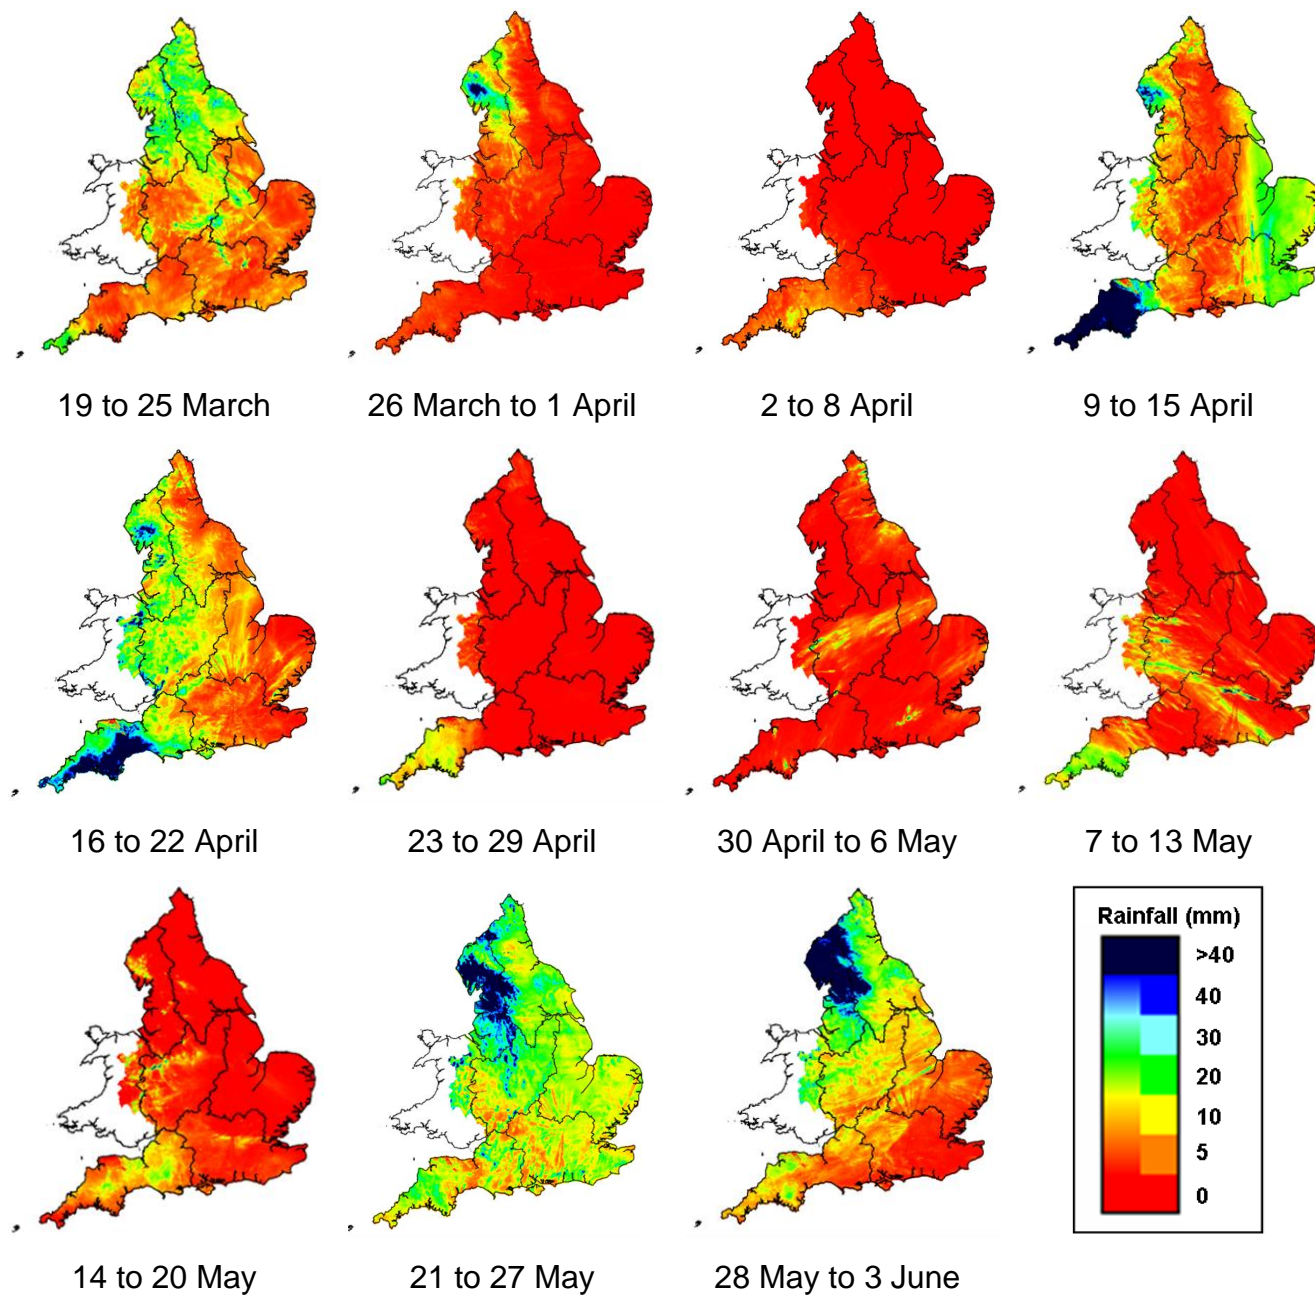 19 to 25 March
26 March to 1 April
2 to 8 April
9 to 15 April
16 to 22 April
23 to 29 April
30 April to 6 May
7 to 13 May
14 to 20 May
21 to 27 May
28 May to 3 June
Rainfall (mm)
>40
40
30
20
10
5
0